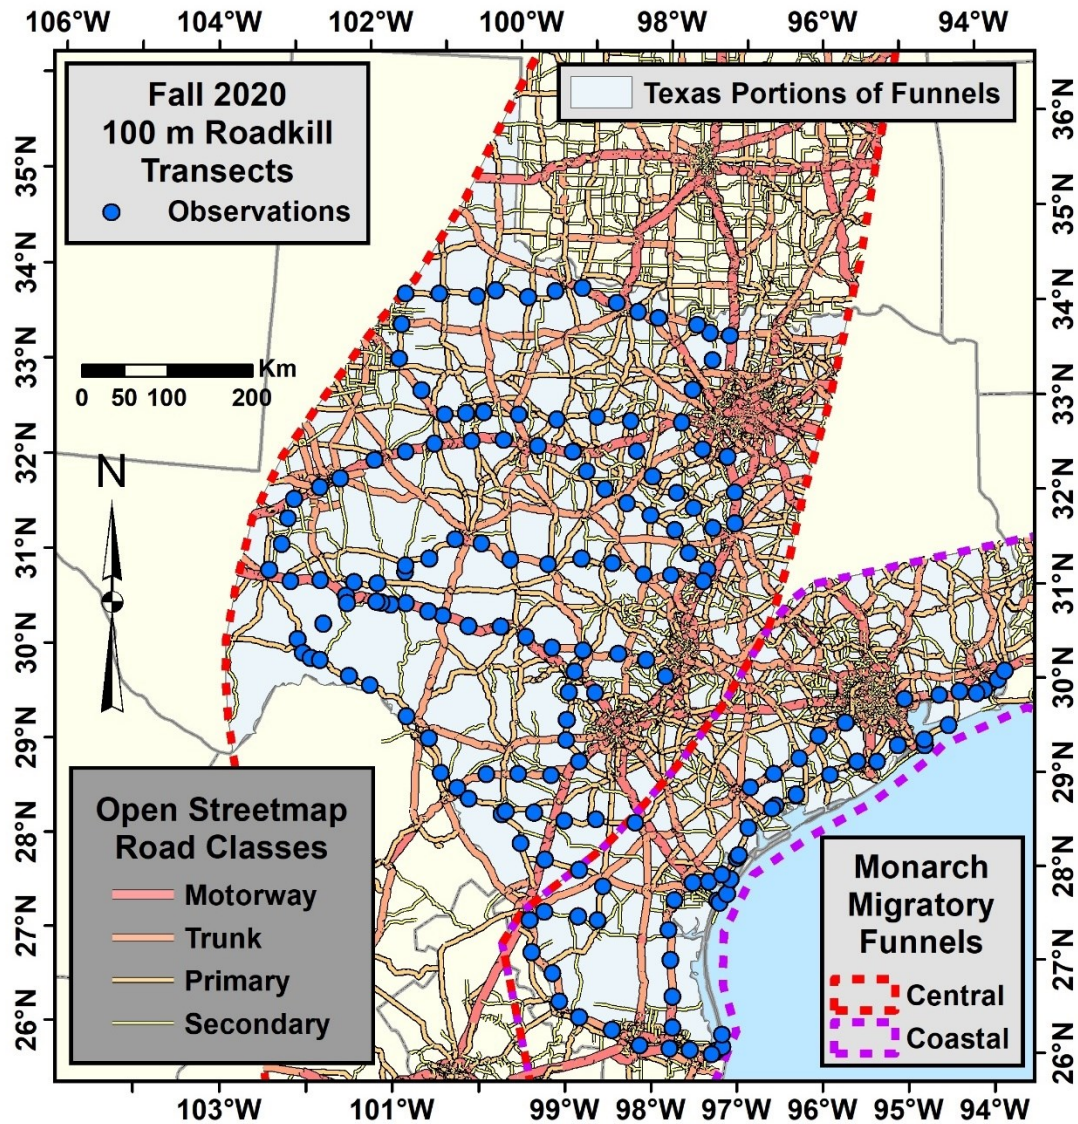 106°W 104°W 102°W 100°W 98°W 96°W 94°W
Fall 2020
100 m Roadkill
Transects
Observations
Texas Portions of Funnels
36°N
35°N
34°N
33°N
32°N
31°N
30°N
29°N
28°N
27°N
26°N
35°N
34°N
33°N
32°N
31°N
30°N
29°N
28°N
27°N
26°N
Km
0 50 100 200
N
Open Streetmap
Road Classes
Motorway
Trunk
Primary
Secondary
Monarch
Migratory
Funnels
Central
Coastal
103°W 101°W 99°W 98°W 97°W 96°W 95°W 94°W